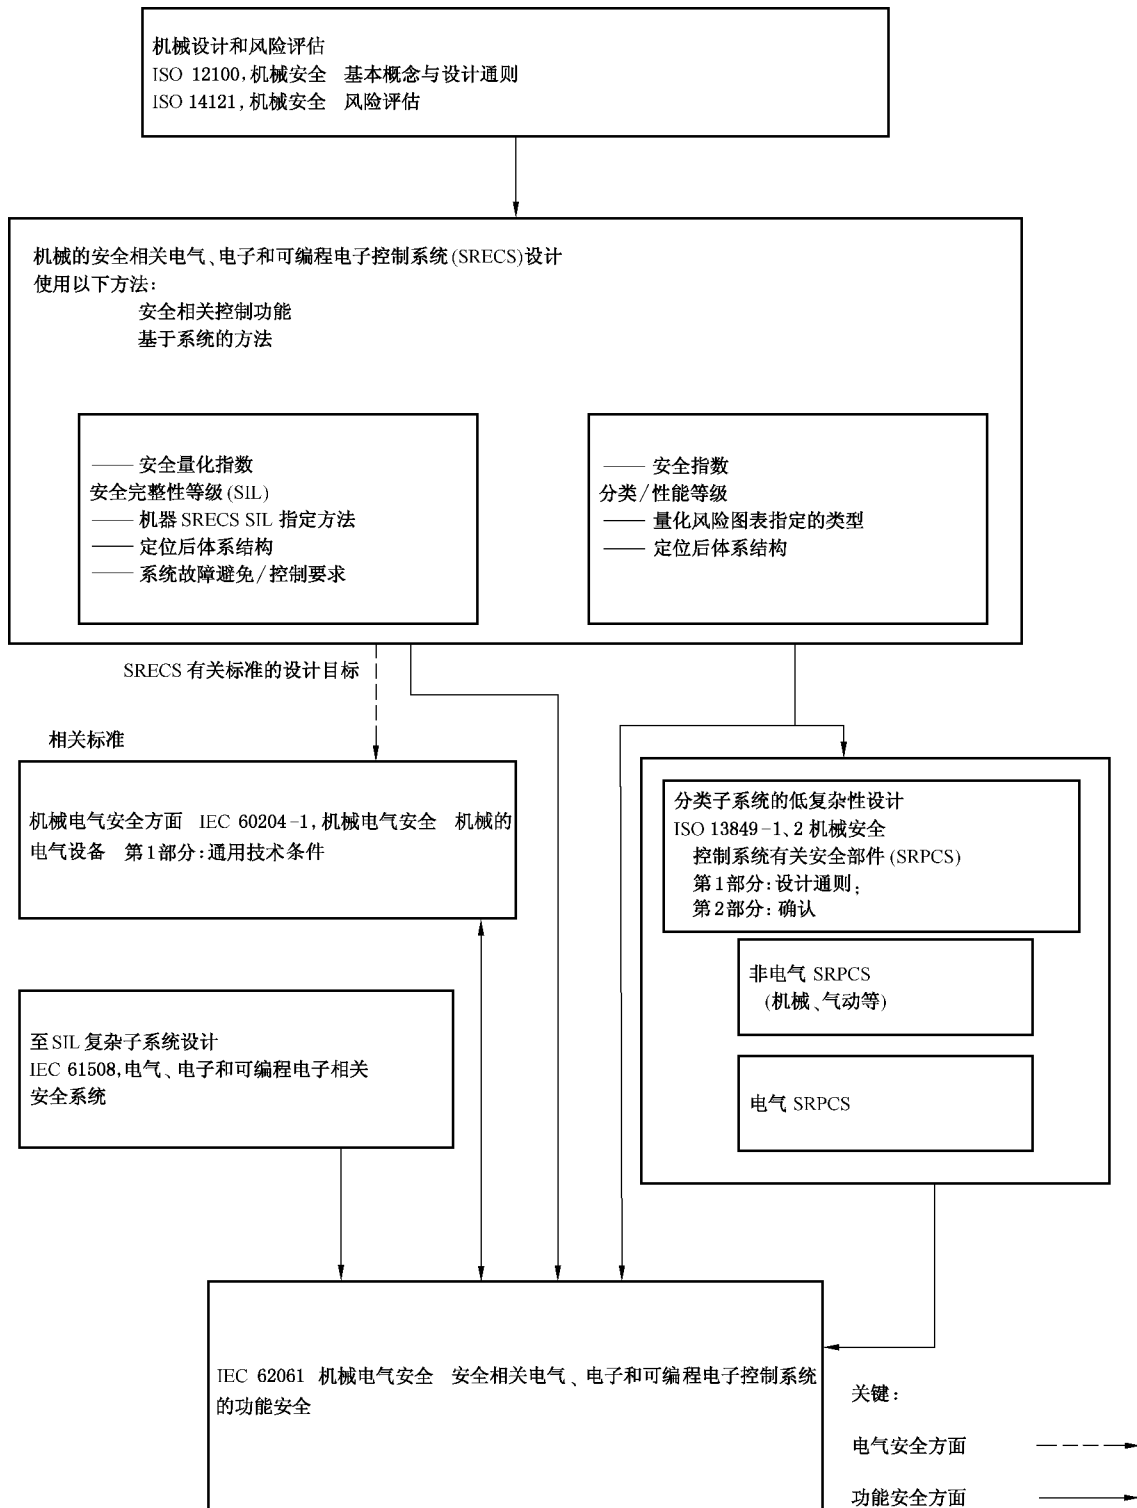 机械设计和风险评估
ISO 12100,机械安全 基本概念与设计通则
ISO 14121,机械安全 风险评估
机械的安全相关电气、电子和可编程电子控制系统(SRECS)设计
使用以下方法:
安全相关控制功能
基于系统的方法
—— 安全量化指数
安全完整性等级(SIL)
—— 机器SRECS SIL 指定方法
—— 定位后体系结构
—— 系统故障避免/控制要求
—— 安全指数
分类/性能等级
—— 量化风险图表指定的类型
—— 定位后体系结构
SRECS 有关标准的设计目标
相关标准
机械电气安全方面 IEC 60204-1,机械电气安全 机械的
电气设备 第1部分:通用技术条件
分类子系统的低复杂性设计
ISO 13849-1、2 机械安全
控制系统有关安全部件(SRPCS)
第1部分:设计通则;
第2部分:确认
非电气 SRPCS
(机械、气动等)
电气 SRPCS
至SIL 复杂子系统设计
IEC 61508,电气、电子和可编程电子相关
安全系统
IEC 62061 机械电气安全 安全相关电气、电子和可编程电子控制系统
的功能安全
关键:
电气安全方面
功能安全方面